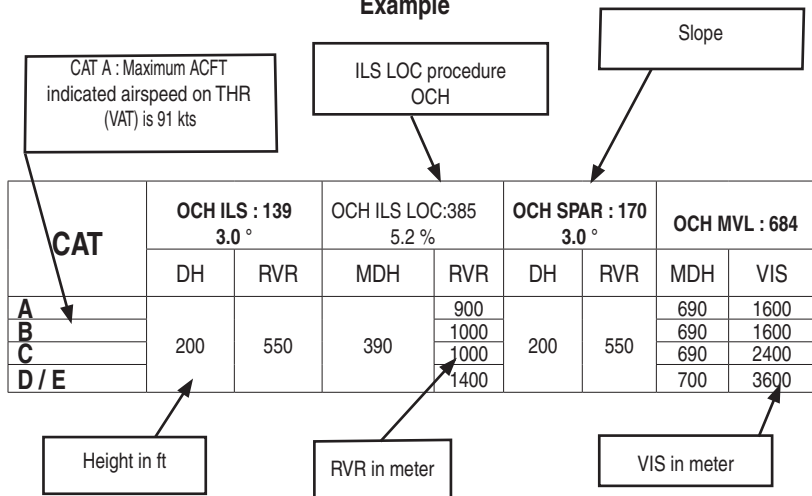 Example
Slope
CAT A : Maximum ACFT
indicated airspeed on THR
(VAT) is 91 kts
ILS LOC procedure
OCH
CAT
OCH ILS : 139
3.0 °
OCH ILS LOC:385
5.2 %
OCH SPAR : 170
3.0 °
OCH MVL : 684
DH RVR MDH RVR DH RVR MDH VIS
A 900 690 1600
B 1000 690 1600
200 550 390 200 550
C 1000 690 2400
D / E 1400 700 3600
Height in ft
RVR in meter
VIS in meter